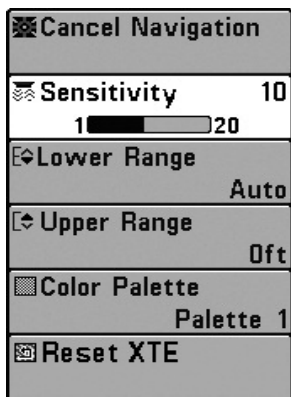 Cancel Navigation
Sensitivity 10
1 20
Lower Range
Auto
Upper Range
0ft
Color Palette
Palette 1
Reset XTE